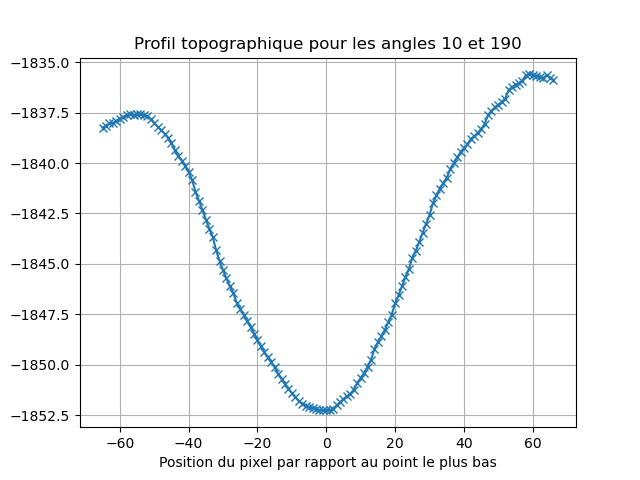 Profil topographique pour les angles 10 et 190
−1835.0
−1837.5
−1840.0
−1842.5
−1845.0
−1847.5
−1850.0
−1852.5
−60 −40 −20 0 20 40 60
Position du pixel par rapport au point le plus bas